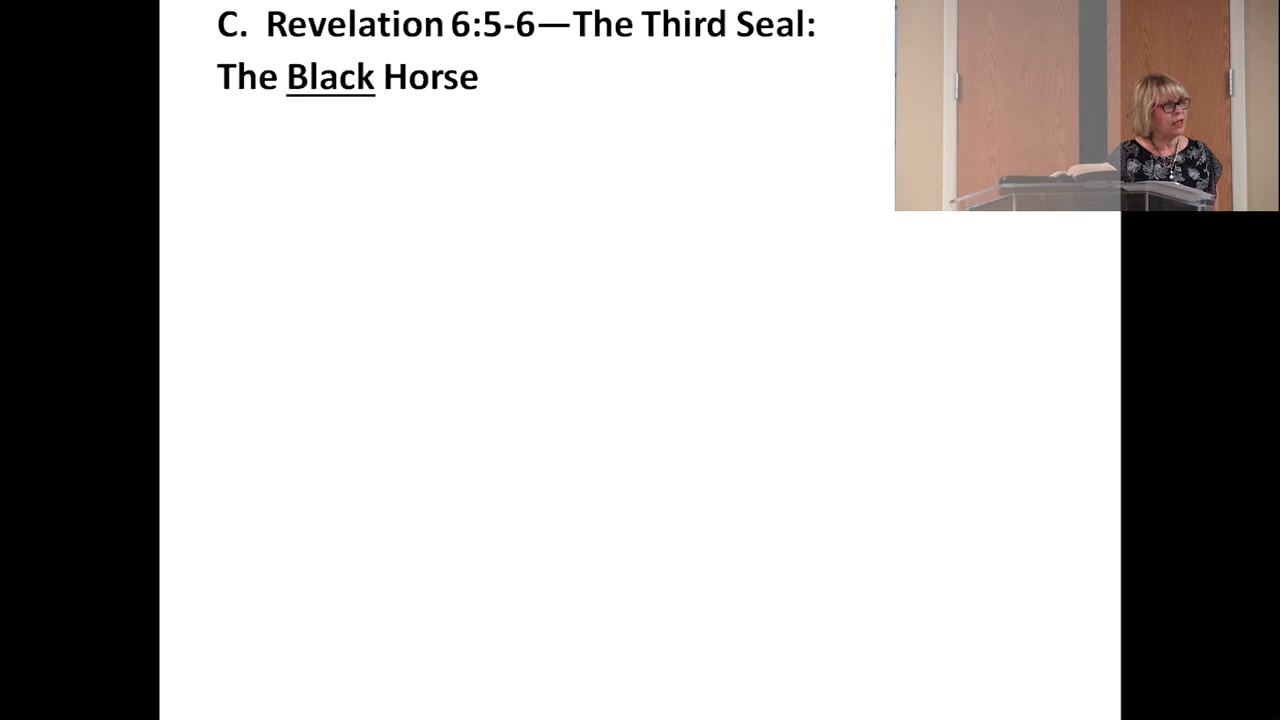 C. Revelation 6:5-6—The Third Seal:
The Black Horse